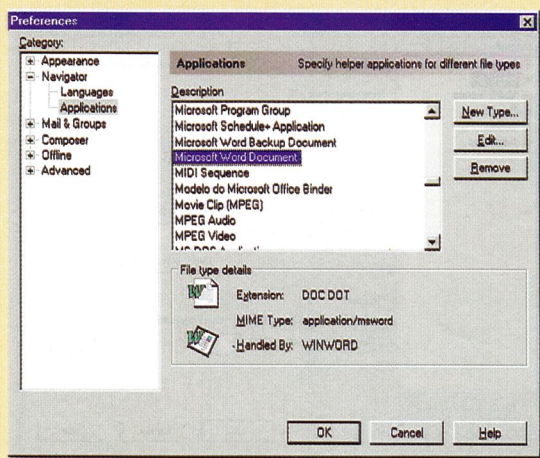 Preferences
Category:
Appearance
Navigator
Languages
Applications
Mail & Groups
Composer
Offline
Advanced
Applications
Specify helper applications for different file types
Description
Microsoft Program Group
Microsoft Schedule+ Application
Microsoft Word Backup Document
Microsoft Word Document
MIDI Sequence
Modelo do Microsoft Office Binder
Movie Clip (MPEG)
MPEG Audio
MPEG Video
New Type...
Edit...
Remove
File type details
Extension: DOC DOT
MIME Type: application/msword
Handled By: WINWORD
OK
Cancel
Help